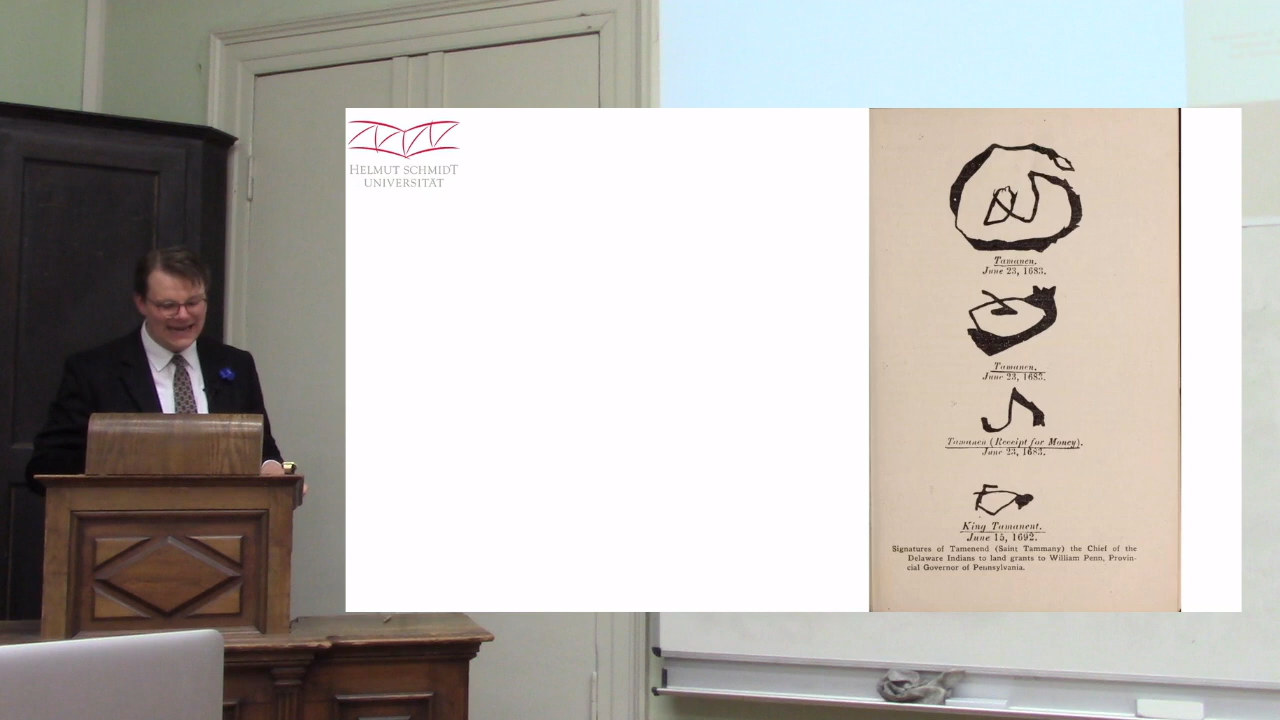 HELMUT SCHMIDT
UNIVERSITÄT
Tamanen.
June 23, 1683.
Tamanen.
June 23, 1683.
Tamanen (Receipt for Money).
June 23, 1683.
King Tamanent.
June 15, 1692.
Signatures of Tamenend (Saint Tammany) the Chief of the
Delaware Indians to land grants to William Penn, Provin-
cial Governor of Pennsylvania.